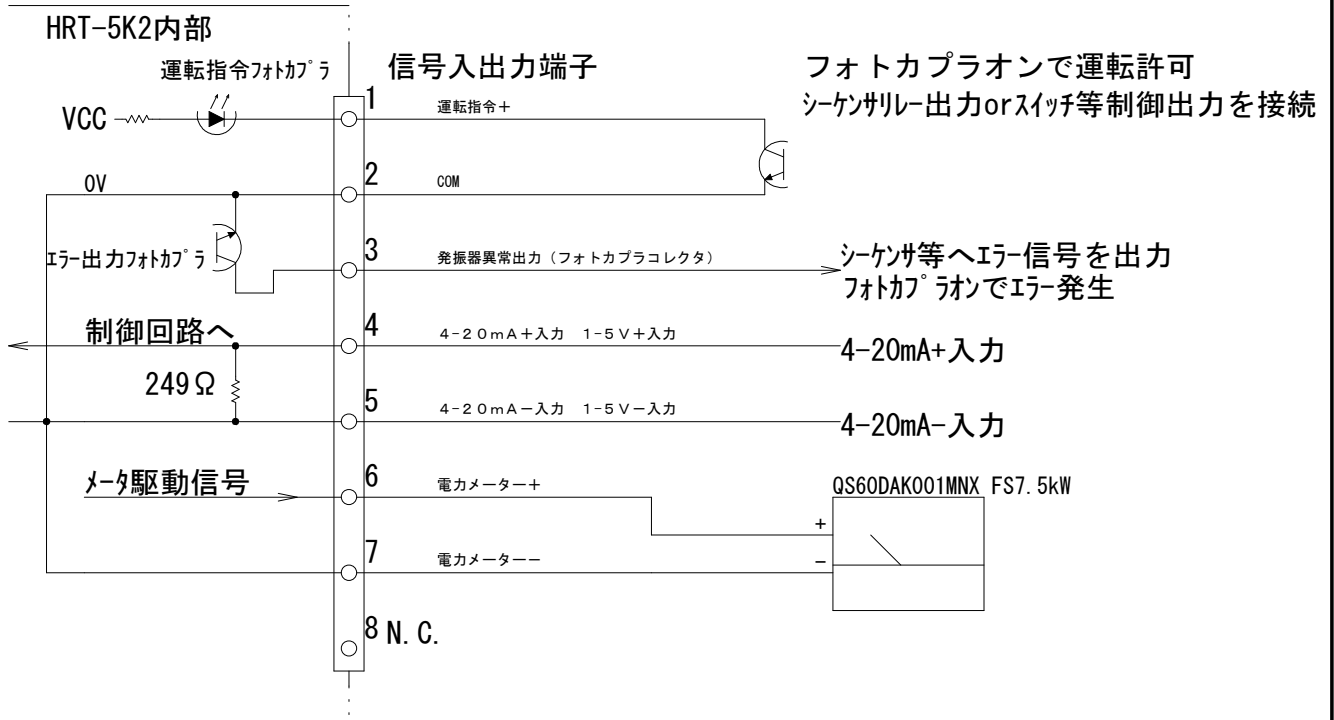 HRT-5K2内部
運転指令ﾌｫﾄｶﾌﾟﾗ
信号入出力端子
フォトカプラオンで運転許可
ｼｰｹﾝｻﾘﾚｰ出力orｽｲｯﾁ等制御出力を接続
VCC
1
運転指令＋
0V
2
COM
ｴﾗｰ出力ﾌｫﾄｶﾌﾟﾗ
3
発振器異常出力（フォトカプラコレクタ）
ｼｰｹﾝｻ等へｴﾗｰ信号を出力
ﾌｫﾄｶﾌﾟﾗｵﾝでｴﾗｰ発生
制御回路へ
4
4-20mA＋入力　1-5V＋入力
4-20mA+入力
249Ω
5
4-20mA－入力　1-5V－入力
4-20mA-入力
ﾒｰﾀ駆動信号
6
電力メーター＋
QS60DAK001MNX FS7.5kW
+
7
電力メーター－
-
8 N.C.